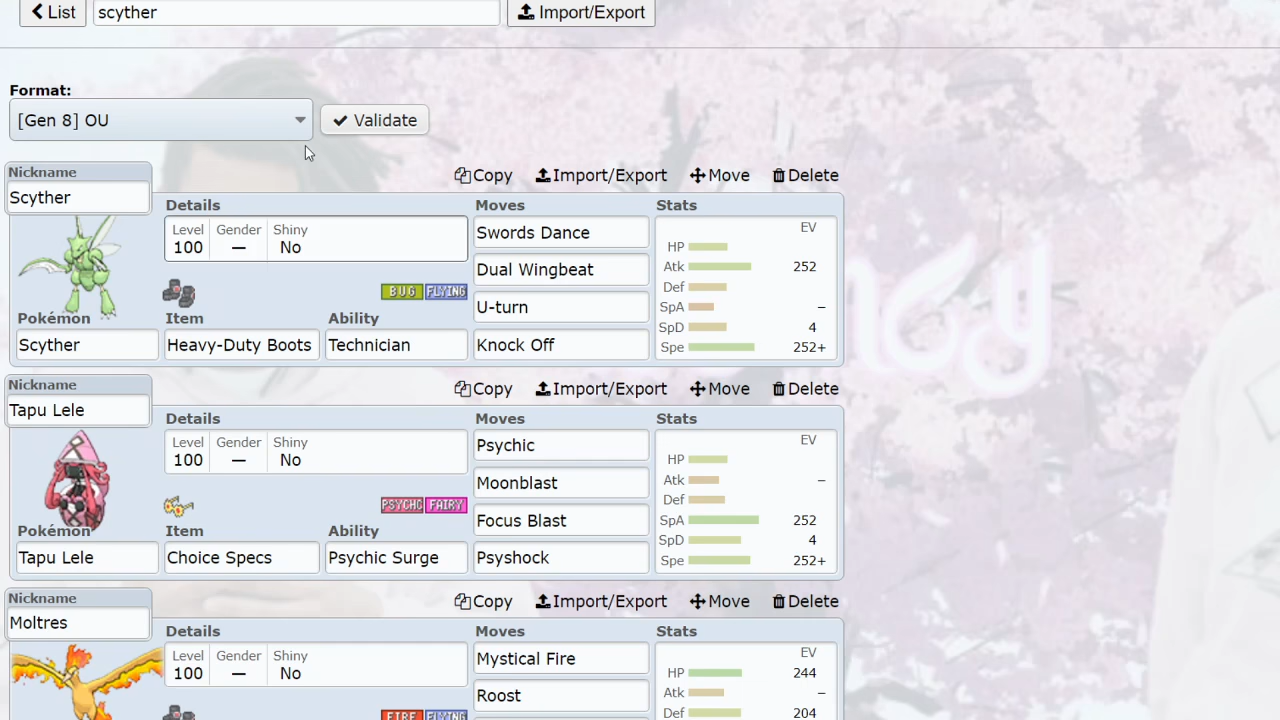 List
scyther
Import/Export
Format:
[Gen 8] OU
Validate
Nickname
Scyther
Copy Import/Export Move Delete
Details
Moves
Stats
Level Gender Shiny
100 — No
BUG FLYING
Pokémon Item Ability
Scyther Heavy-Duty Boots Technician
Swords Dance
Dual Wingbeat
U-turn
Knock Off
EV
HP
Atk 252
Def
SpA –
SpD 4
Spe 252+
Nickname
Tapu Lele
Copy Import/Export Move Delete
Details
Moves
Stats
Level Gender Shiny
100 — No
PSYCHC FAIRY
Pokémon Item Ability
Tapu Lele Choice Specs Psychic Surge
Psychic
Moonblast
Focus Blast
Psyshock
EV
HP
Atk –
Def
SpA 252
SpD 4
Spe 252+
Nickname
Moltres
Copy Import/Export Move Delete
Details
Moves
Stats
Level Gender Shiny
100 — No
FIRE FLYING
Mystical Fire
Roost
EV
HP 244
Atk –
Def 204